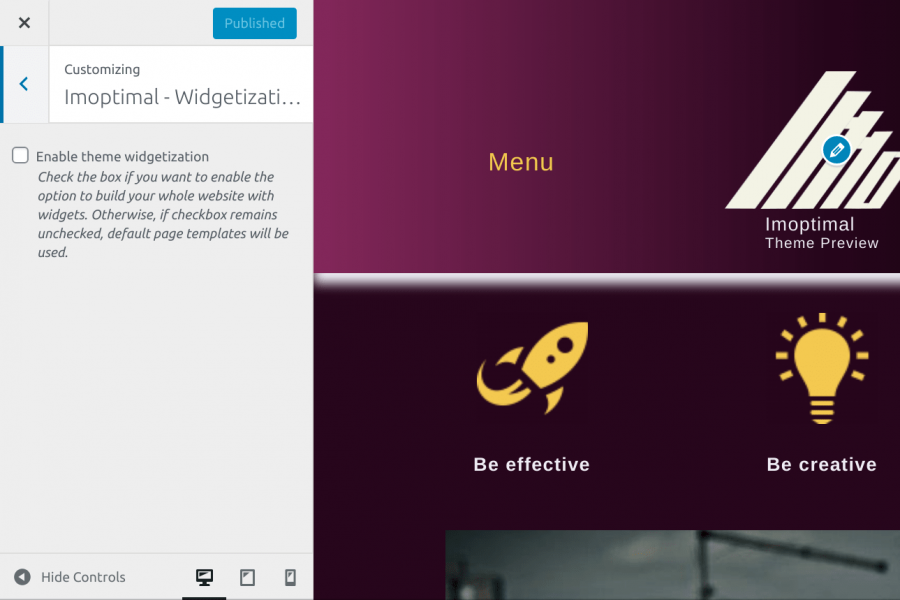 Published
Customizing
Imoptimal - Widgetizati…
Enable theme widgetization
Check the box if you want to enable the
option to build your whole website with
widgets. Otherwise, if checkbox remains
unchecked, default page templates will be
used.
Hide Controls
Menu
Imoptimal
Theme Preview
Be effective
Be creative